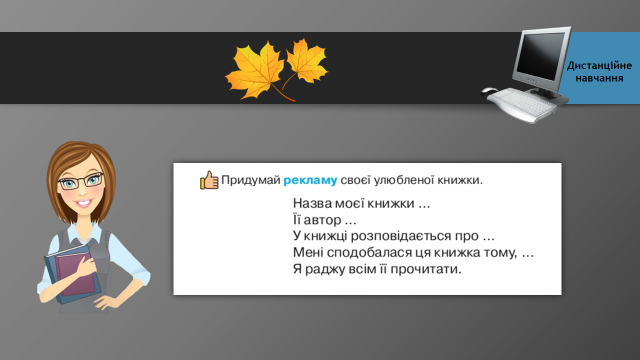 Дистанційне
навчання
Придумай рекламу своєї улюбленої книжки.
Назва моєї книжки ...
Її автор ...
У книжці розповідається про ...
Мені сподобалася ця книжка тому, ...
Я раджу всім її прочитати.